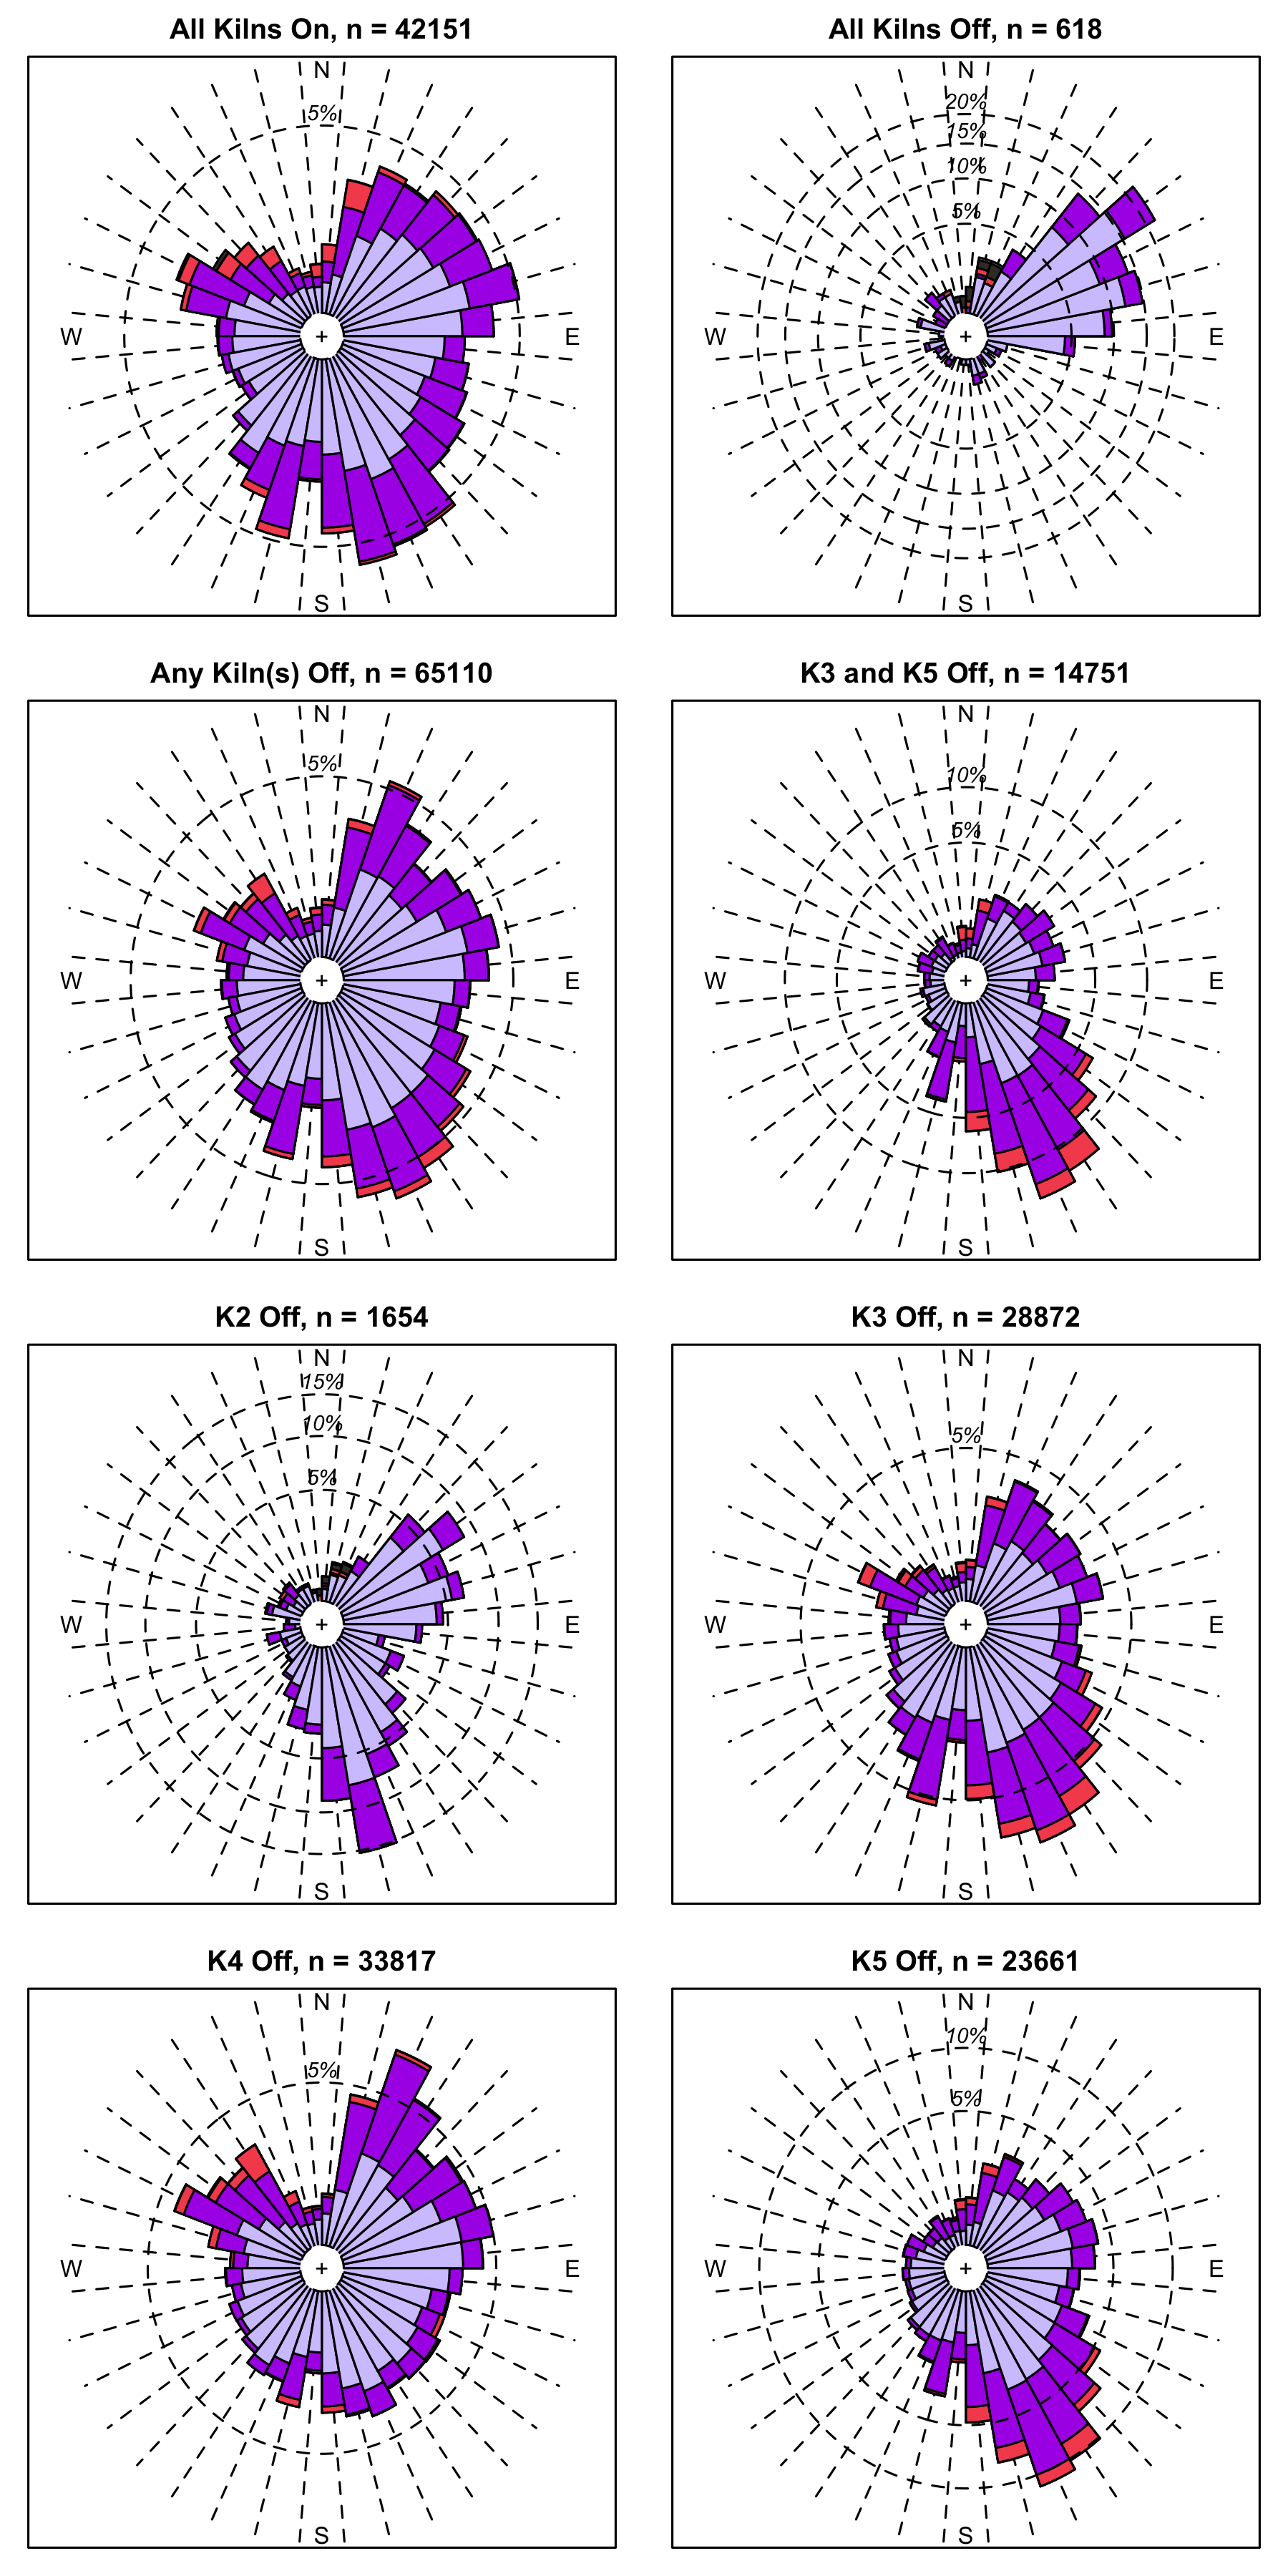 All Kilns On, n = 42151
N
5%
W
E
S
All Kilns Off, n = 618
N
20%
15%
10%
5%
W
E
S
Any Kiln(s) Off, n = 65110
N
5%
W
E
S
K3 and K5 Off, n = 14751
N
10%
5%
W
E
S
K2 Off, n = 1654
N
15%
10%
5%
W
E
S
K3 Off, n = 28872
N
5%
W
E
S
K4 Off, n = 33817
N
5%
W
E
S
K5 Off, n = 23661
N
10%
5%
W
E
S